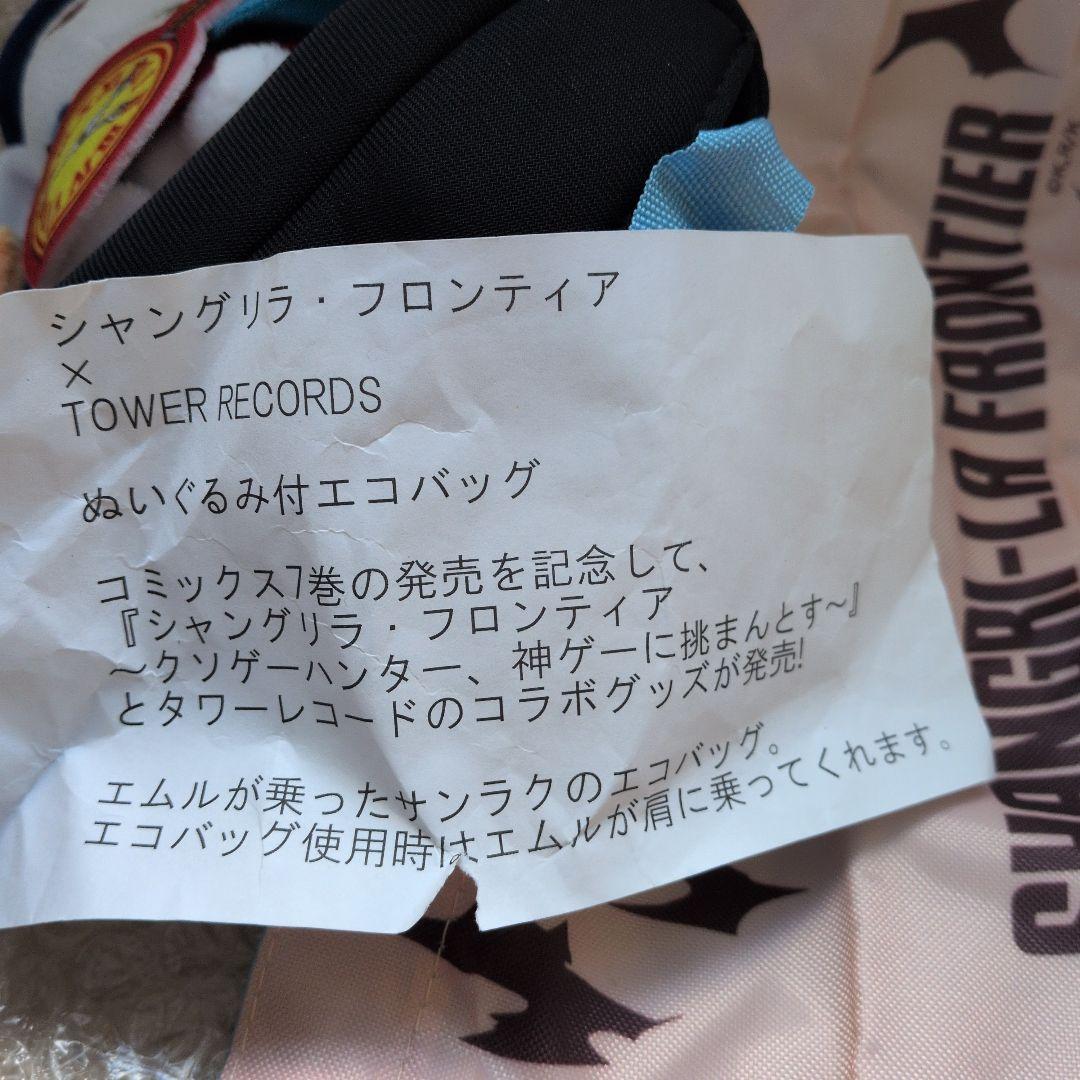 シャングリラ・フロンティア
×
TOWER RECORDS
ぬいぐるみ付エコバッグ
コミックス7巻の発売を記念して、
『シャングリラ・フロンティア
～クソゲーハンター、神ゲーに挑まんとす～』
とタワーレコードのコラボグッズが発売!
エムルが乗ったサンラクのエコバッグ。
エコバッグ使用時は、エムルが肩に乗ってくれます。
SHANGRI-LA FRONTIER